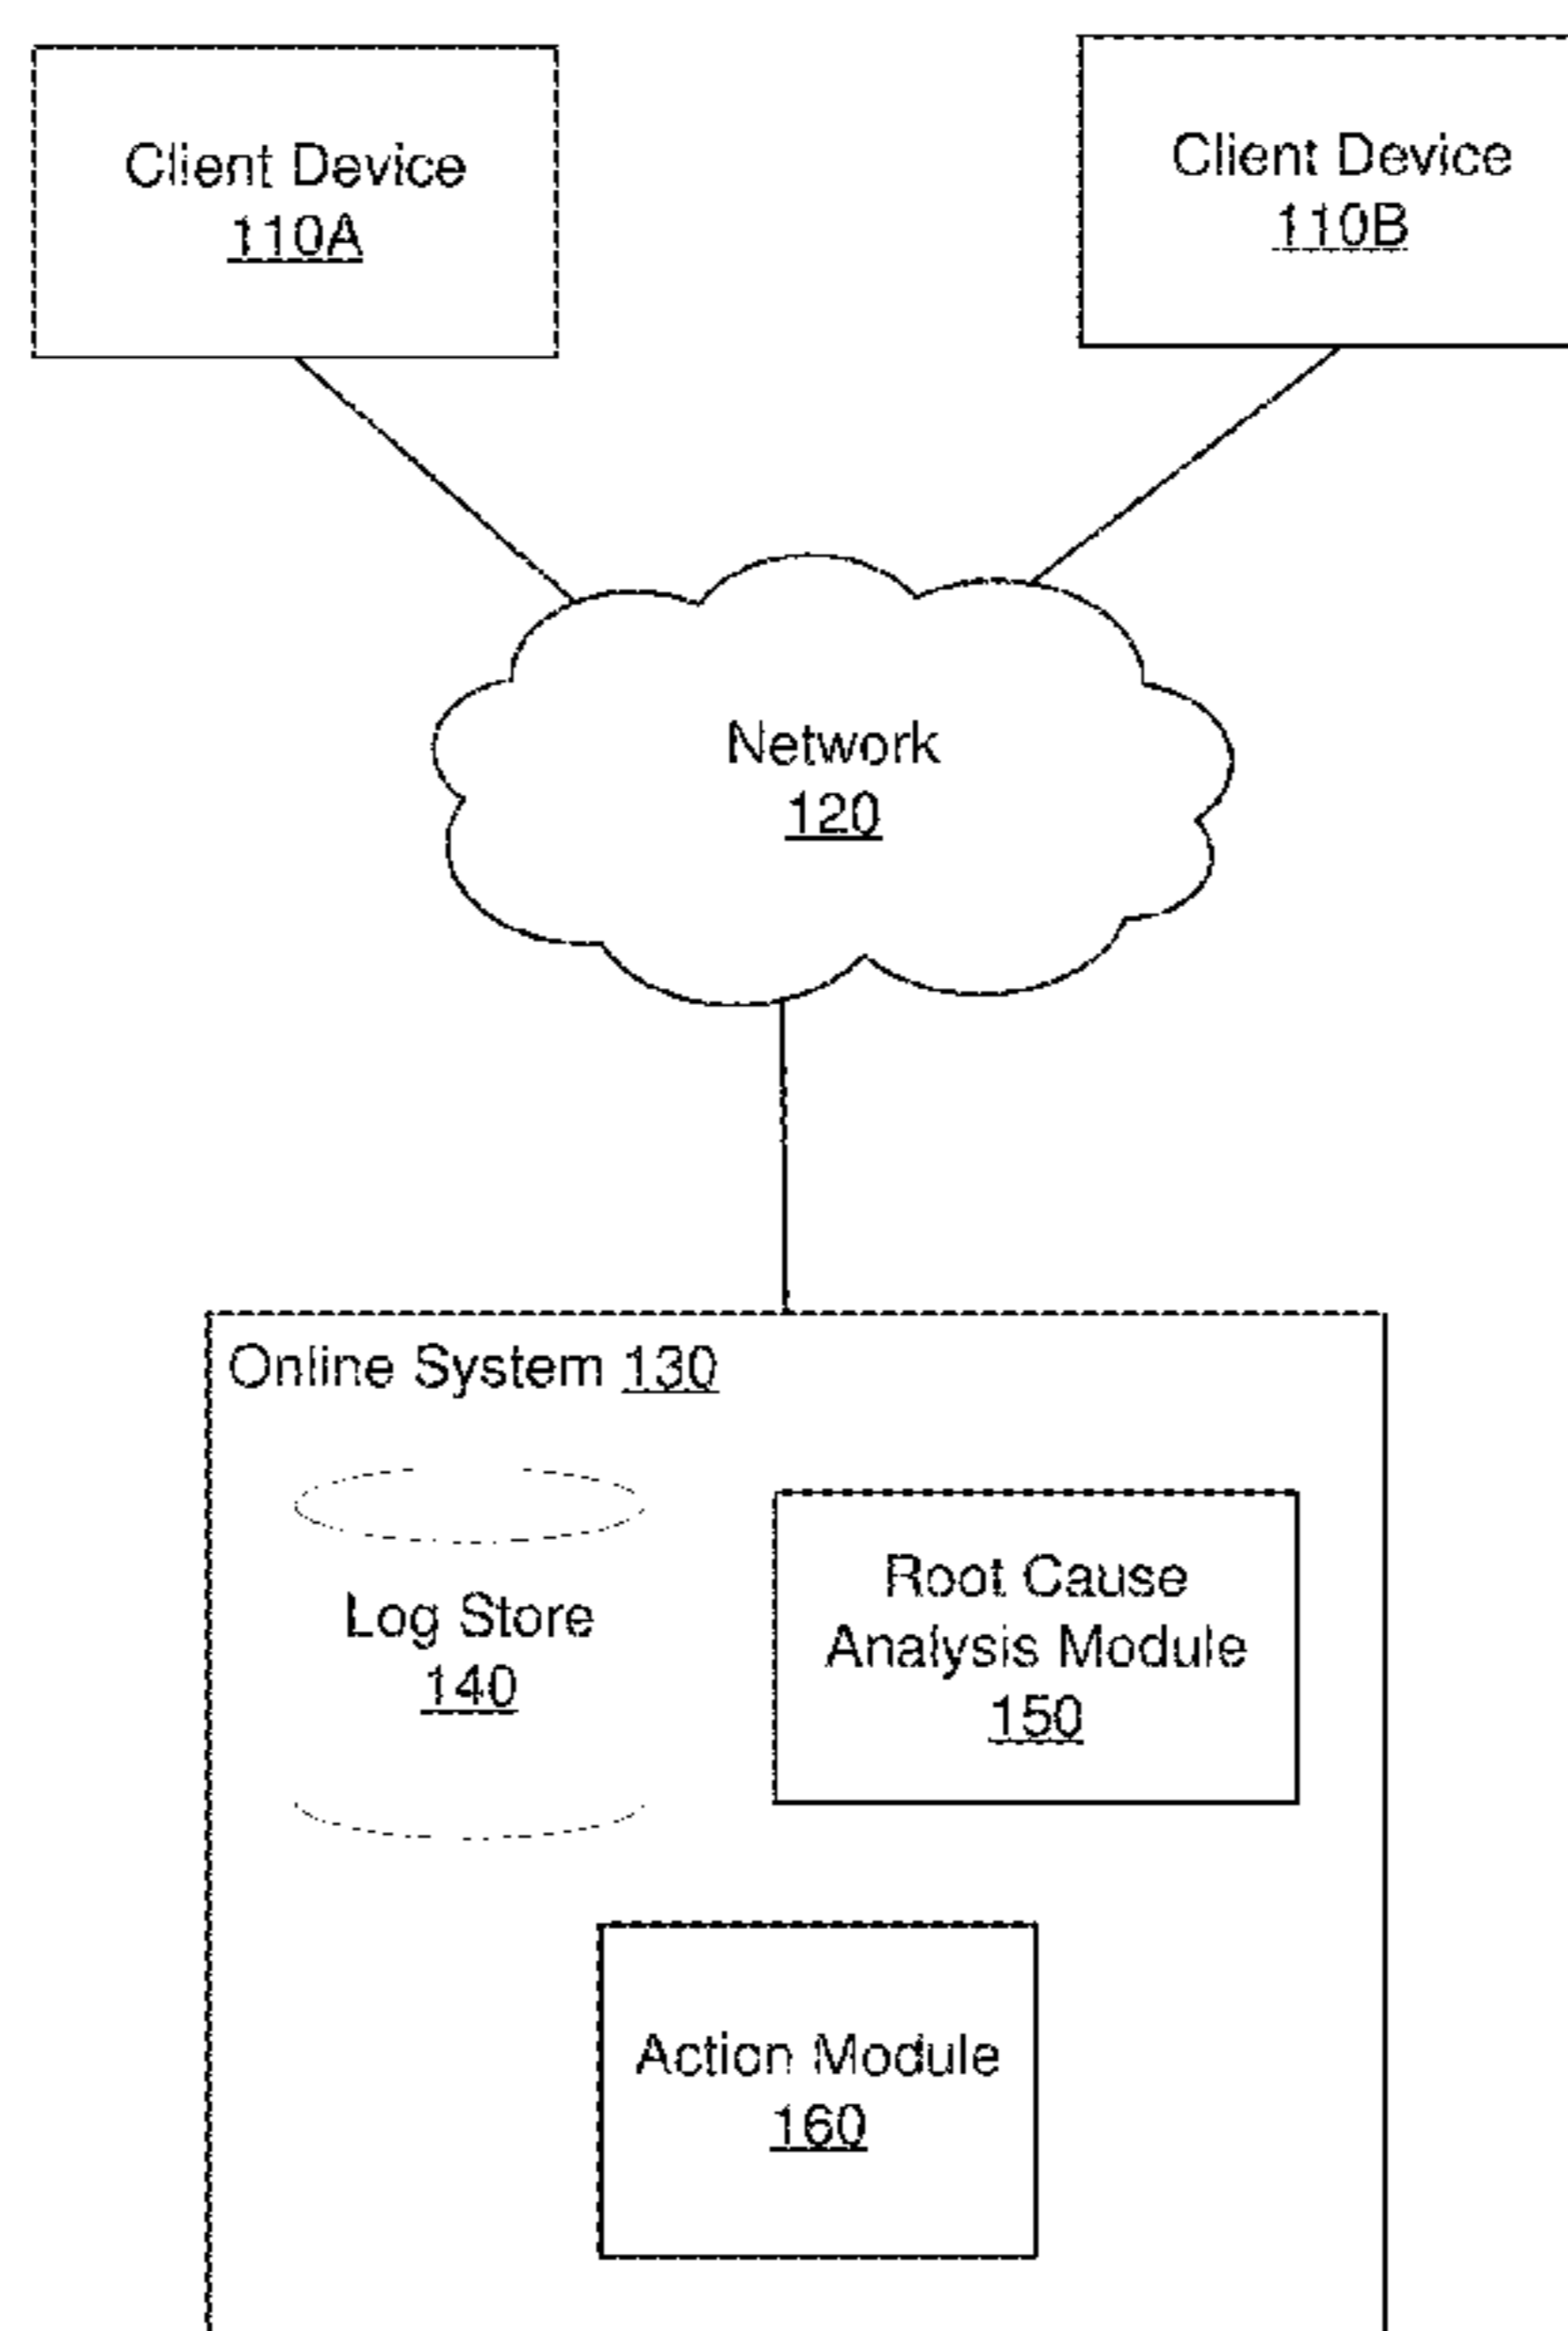 Client Device
110A
Client Device
110B
Network
120
Online System 130
Log Store
140
Root Cause
Analysis Module
150
Action Module
160